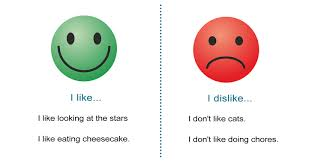 I like...
I like looking at the stars
I like eating cheesecake.
I dislike...
I don't like cats.
I don't like doing chores.